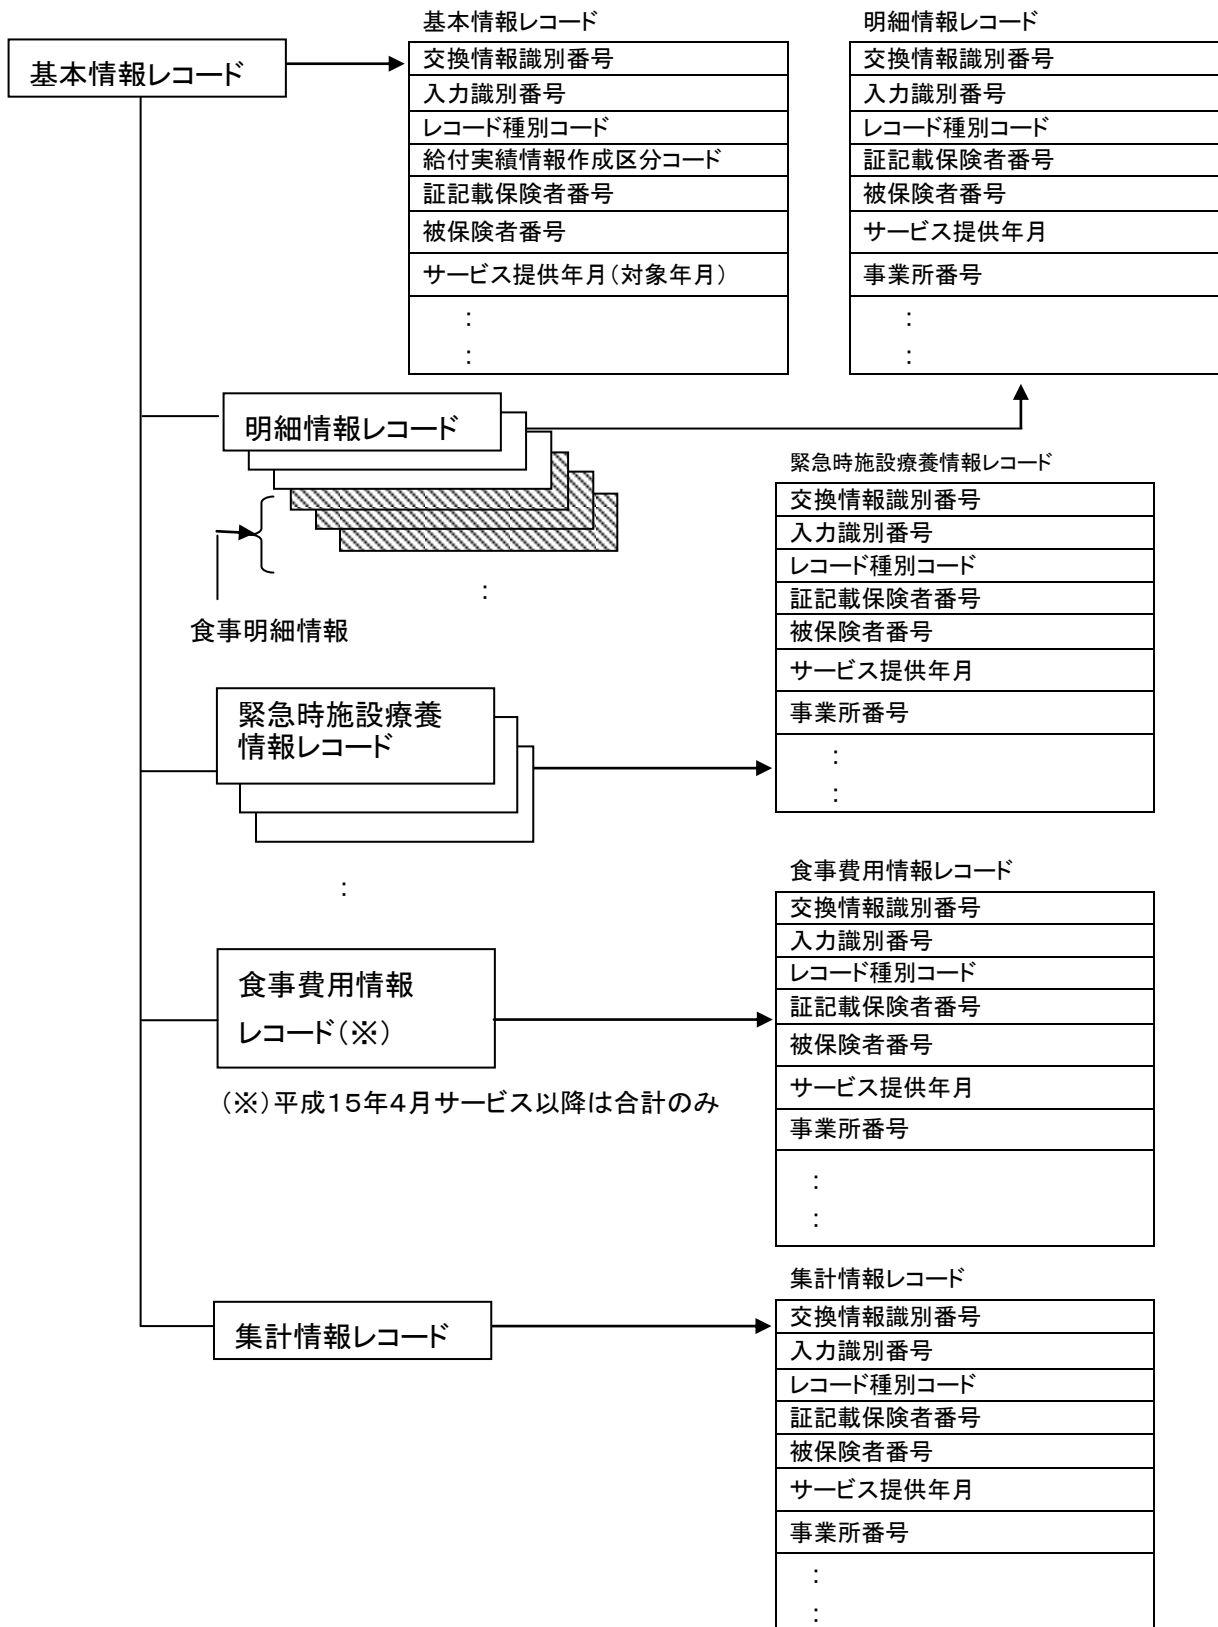 基本情報レコード
基本情報レコード
交換情報識別番号
入力識別番号
レコード種別コード
給付実績情報作成区分コード
証記載保険者番号
被保険者番号
サービス提供年月(対象年月)
:
:
明細情報レコード
交換情報識別番号
入力識別番号
レコード種別コード
証記載保険者番号
被保険者番号
サービス提供年月
事業所番号
:
:
明細情報レコード
:
食事明細情報
緊急時施設療養情報レコード
交換情報識別番号
入力識別番号
レコード種別コード
証記載保険者番号
被保険者番号
サービス提供年月
事業所番号
:
:
緊急時施設療養
情報レコード
:
食事費用情報レコード
交換情報識別番号
入力識別番号
レコード種別コード
証記載保険者番号
被保険者番号
サービス提供年月
事業所番号
:
:
食事費用情報
レコード(※)
(※)平成15年4月サービス以降は合計のみ
集計情報レコード
集計情報レコード
交換情報識別番号
入力識別番号
レコード種別コード
証記載保険者番号
被保険者番号
サービス提供年月
事業所番号
:
: